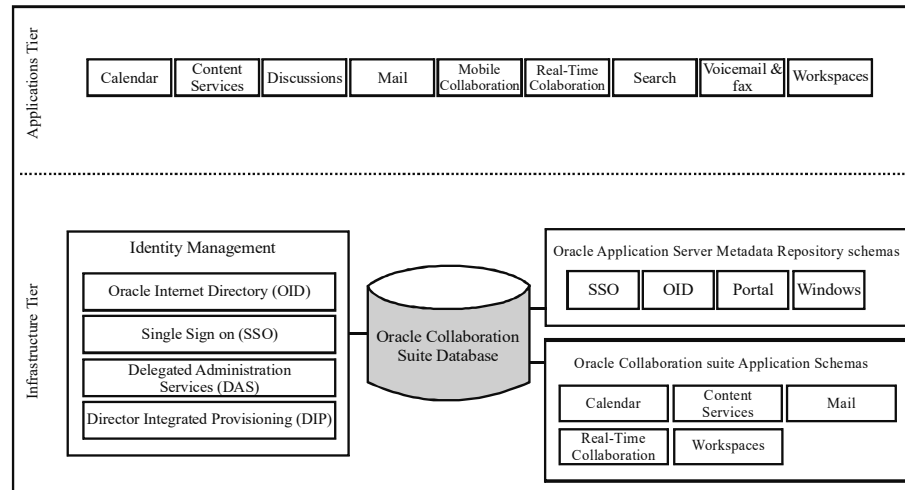 Applications Tier
Calendar
Content
Services
Discussions
Mail
Mobile
Collaboration
Real-Time
Colaboration
Search
Voicemail &
fax
Workspaces
Infrastructure Tier
Identity Management
Oracle Internet Directory (OID)
Single Sign on (SSO)
Delegated Administration
Services (DAS)
Director Integrated Provisioning (DIP)
Oracle Collaboration
Suite Database
Oracle Application Server Metadata Repository schemas
SSO
OID
Portal
Windows
Oracle Collaboration suite Application Schemas
Calendar
Content
Services
Mail
Real-Time
Collaboration
Workspaces